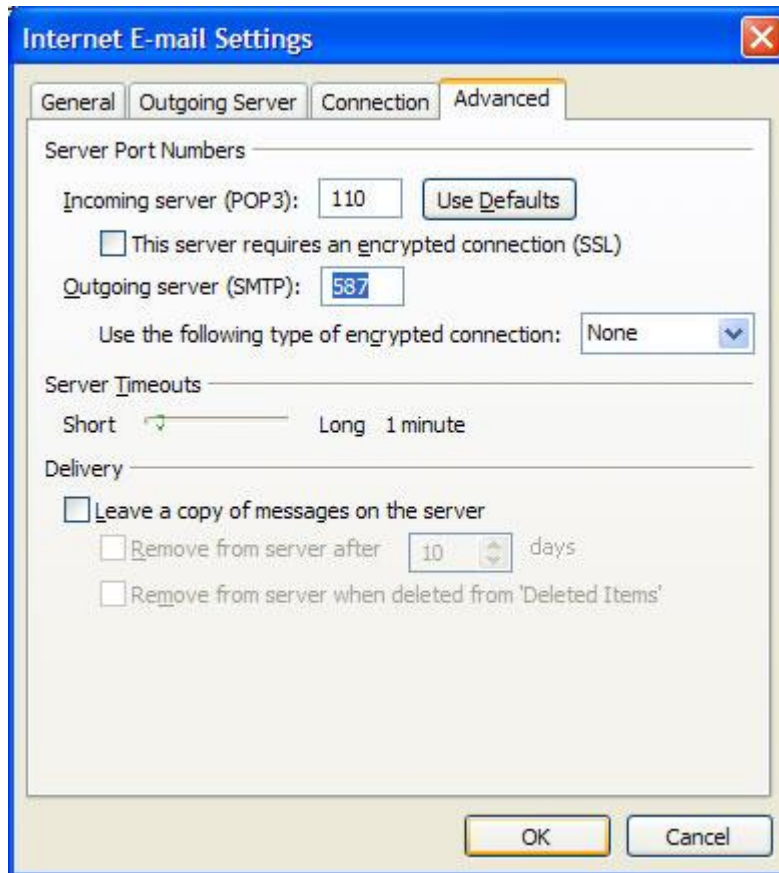 Internet E-mail Settings
General Outgoing Server Connection Advanced
Server Port Numbers
Incoming server (POP3): 110 Use Defaults
This server requires an encrypted connection (SSL)
Outgoing server (SMTP): 587
Use the following type of encrypted connection: None
Server Timeouts
Short Long 1 minute
Delivery
Leave a copy of messages on the server
Remove from server after 10 days
Remove from server when deleted from 'Deleted Items'
OK Cancel